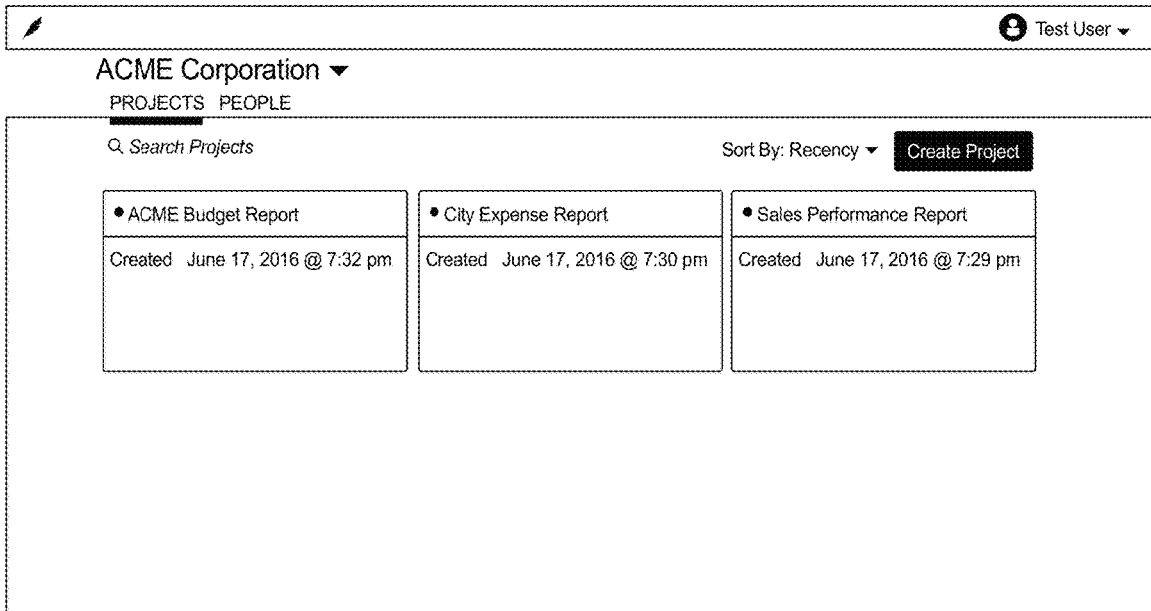 Test User
ACME Corporation
PROJECTS PEOPLE
Search Projects
Sort By: Recency
Create Project
ACME Budget Report
City Expense Report
Sales Performance Report
Created June 17, 2016 @ 7:32 pm
Created June 17, 2016 @ 7:30 pm
Created June 17, 2016 @ 7:29 pm